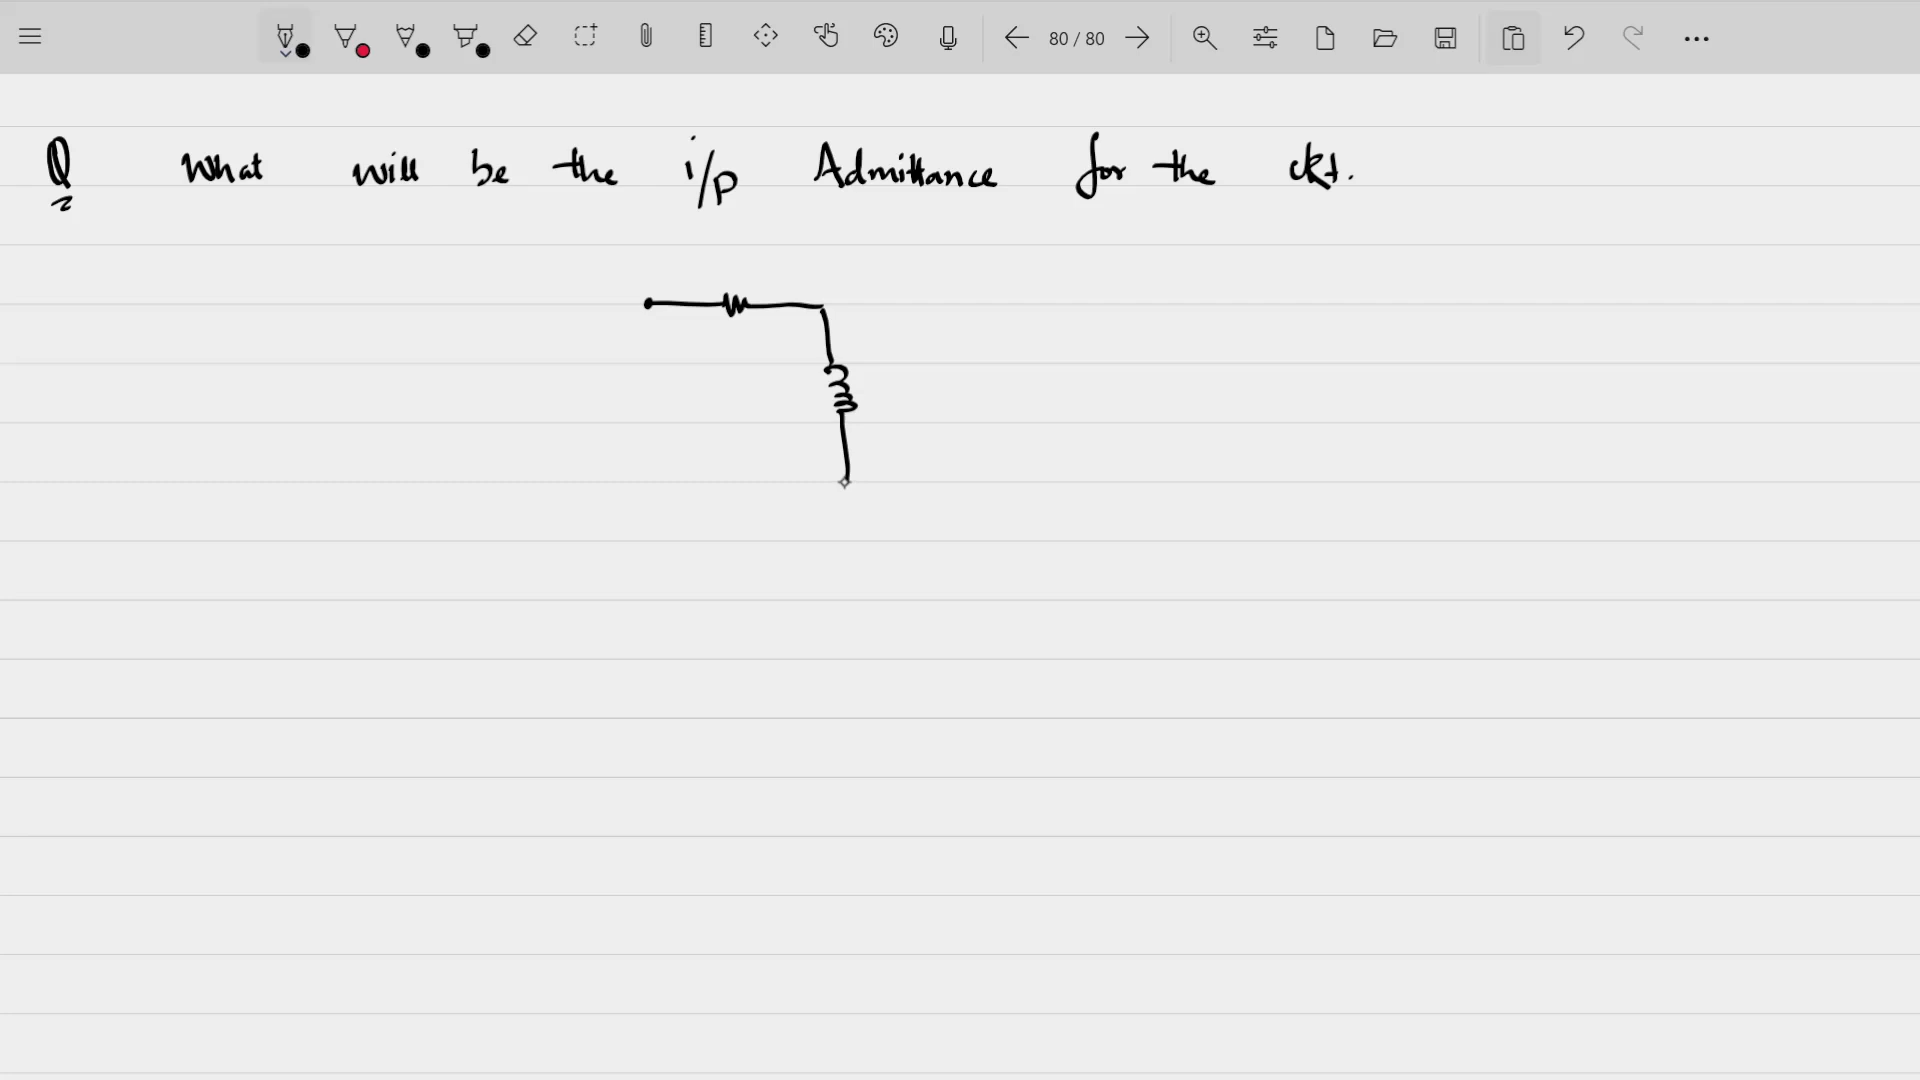 80 / 80
Q What will be the i/p Admittance for the ckt.